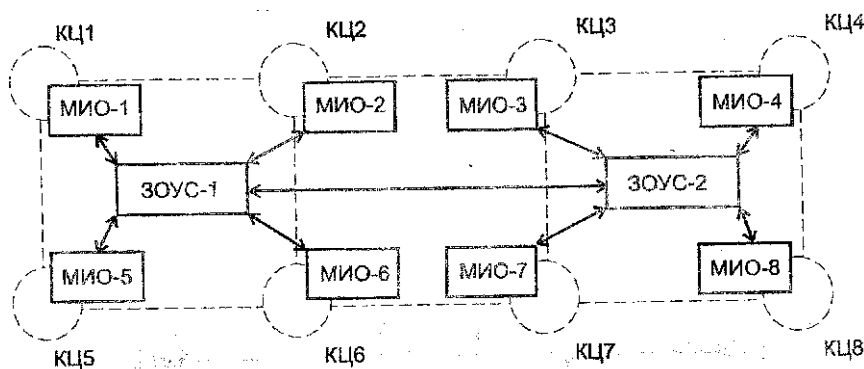 КЦ1 КЦ2 КЦ3 КЦ4
МИО-1 МИО-2 МИО-3 МИО-4
ЗОУС-1 ЗОУС-2
МИО-5 МИО-6 МИО-7 МИО-8
КЦ5 КЦ6 КЦ7 КЦ8